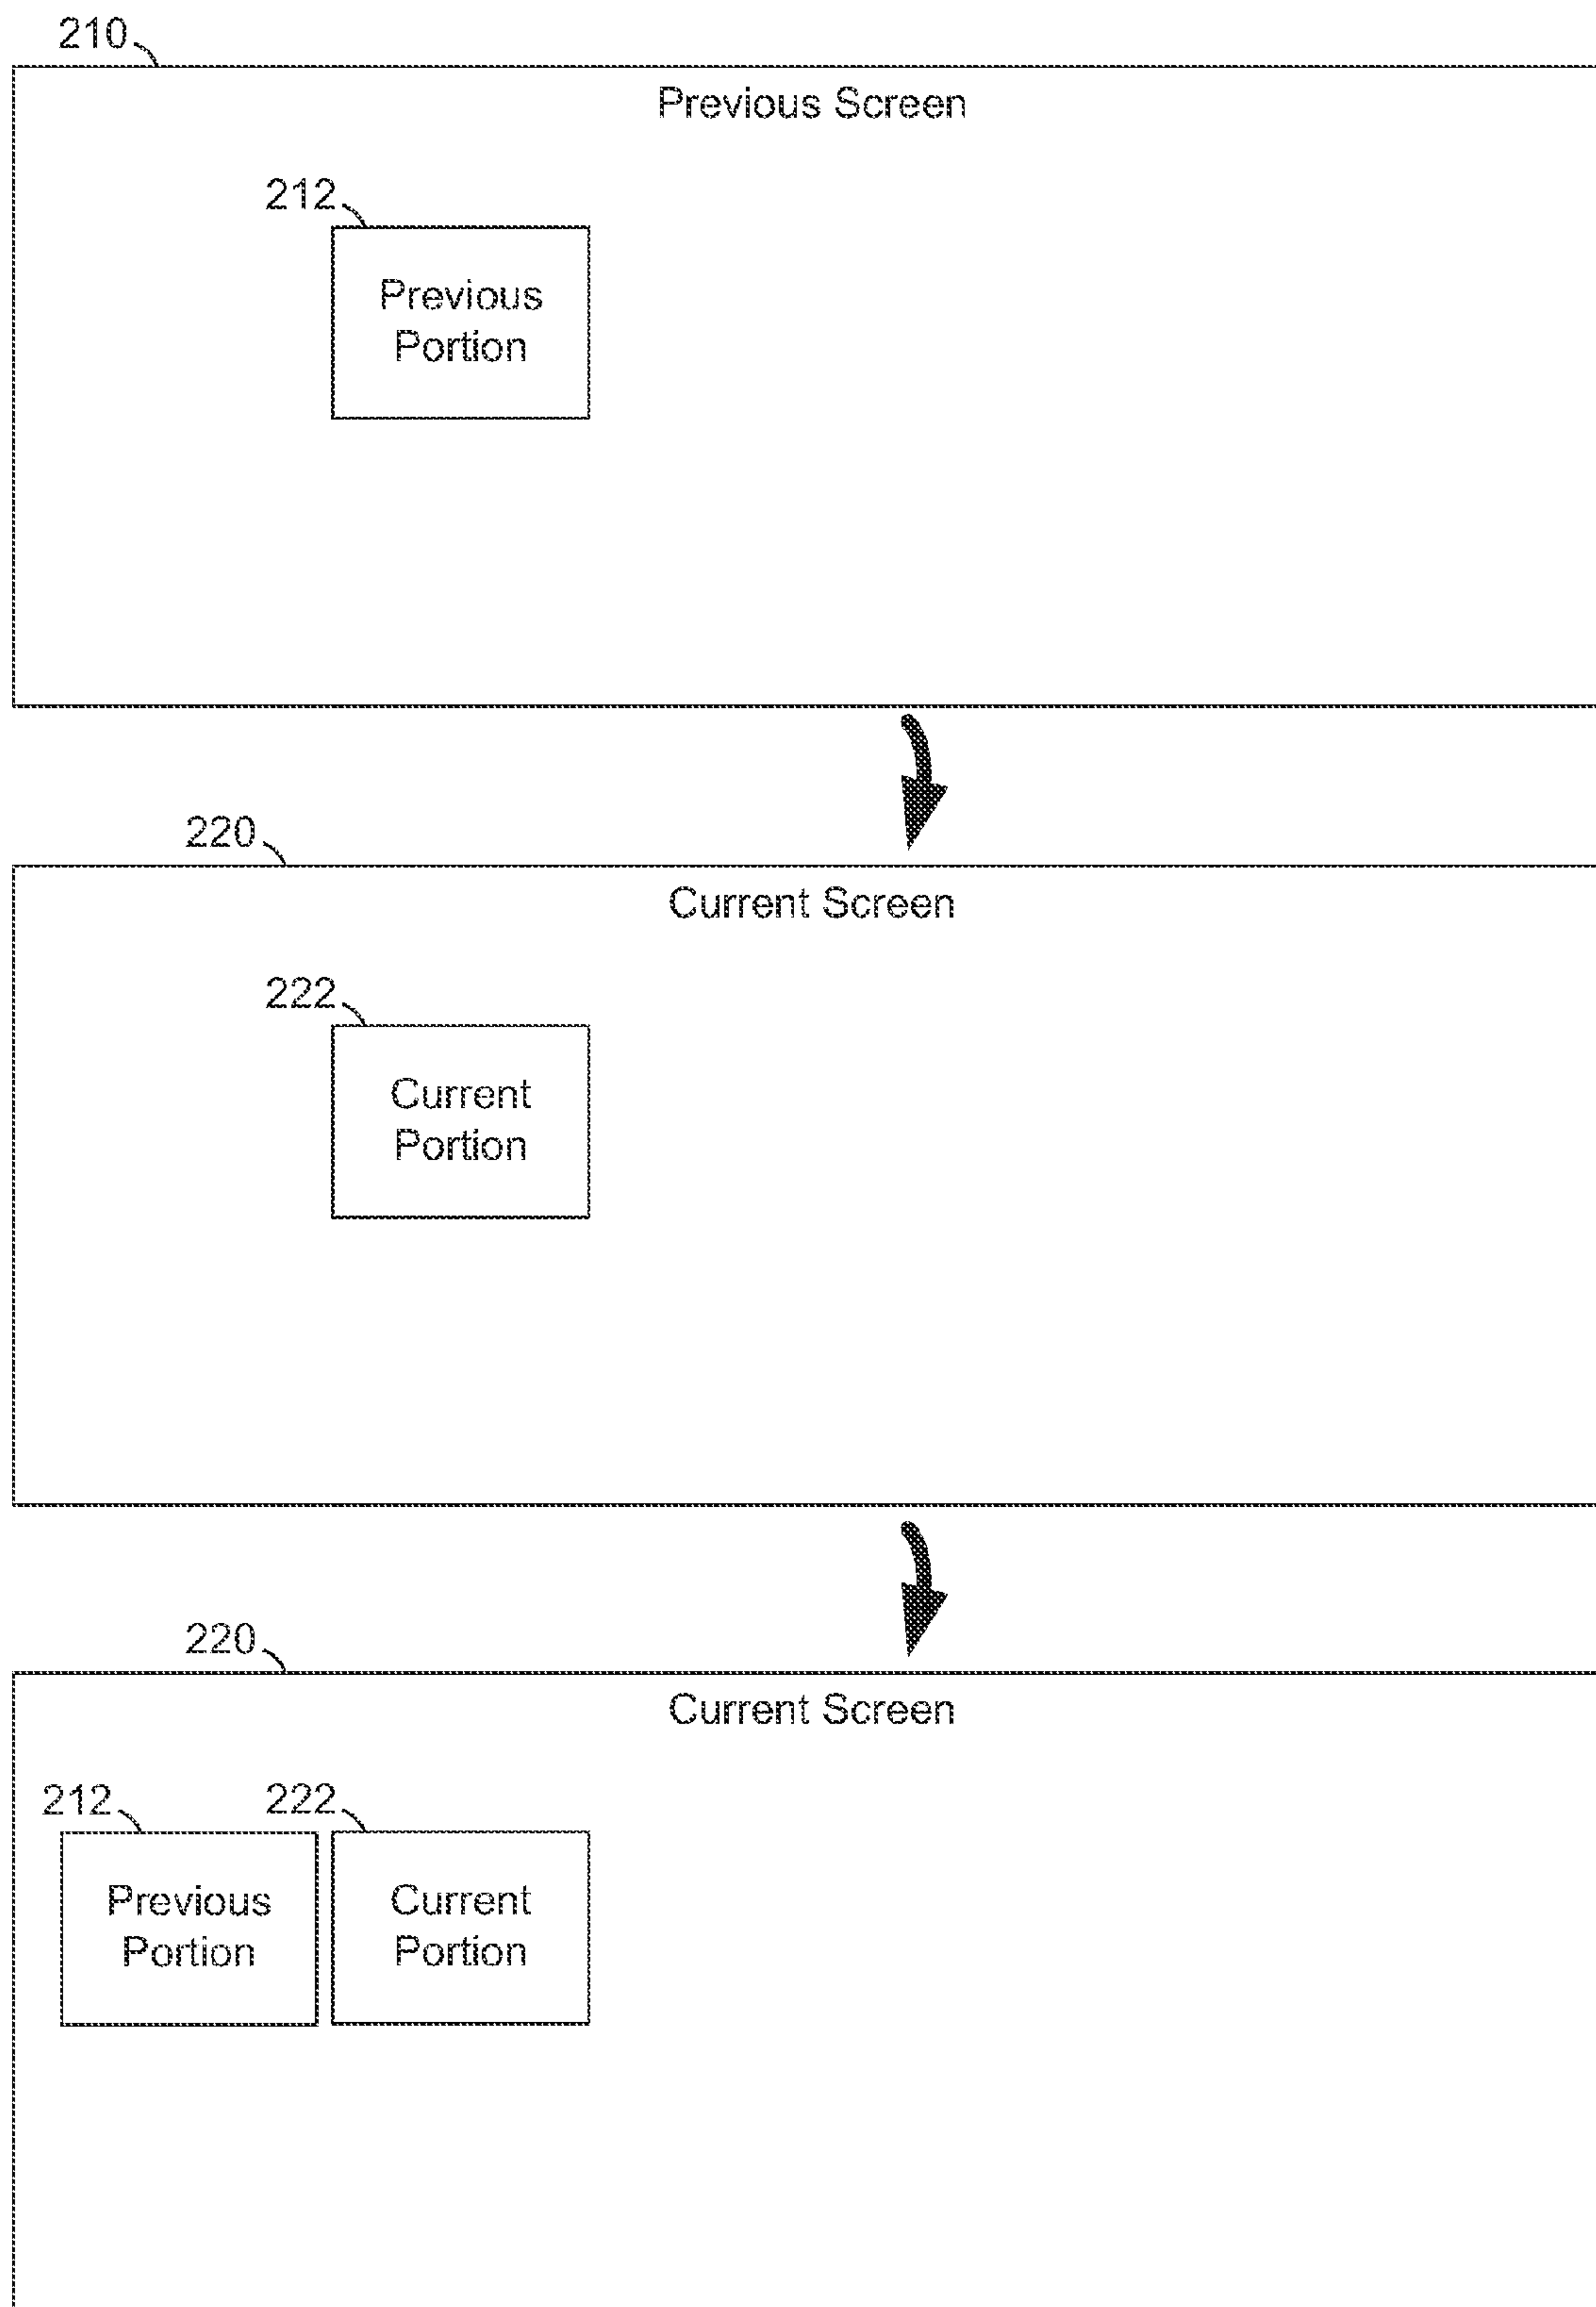 210
Previous Screen
212
Previous
Portion
220
Current Screen
222
Current
Portion
220
Current Screen
212
222
Previous
Portion
Current
Portion